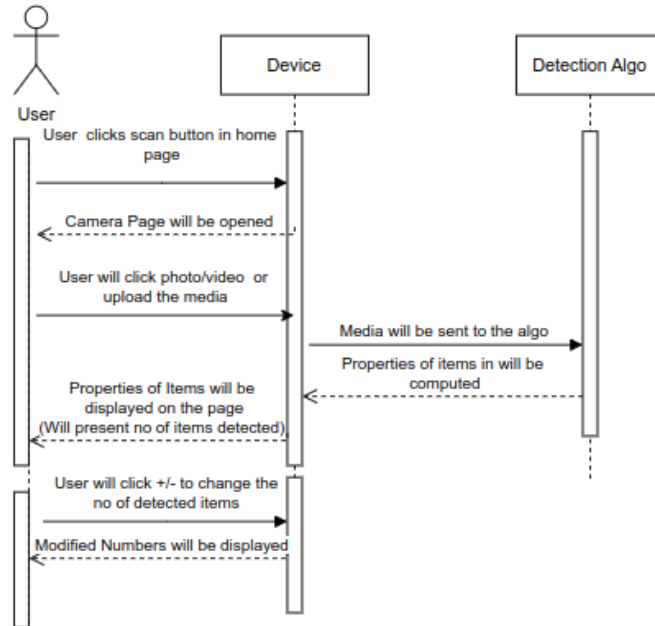 Device
Detection Algo
User
User clicks scan button in home
page
Camera Page will be opened
User will click photo/video or
upload the media
Media will be sent to the algo
Properties of items in will be
computed
Properties of Items will be
displayed on the page
(Will present no of items detected)
User will click +/- to change the
no of detected items
Modified Numbers will be displayed